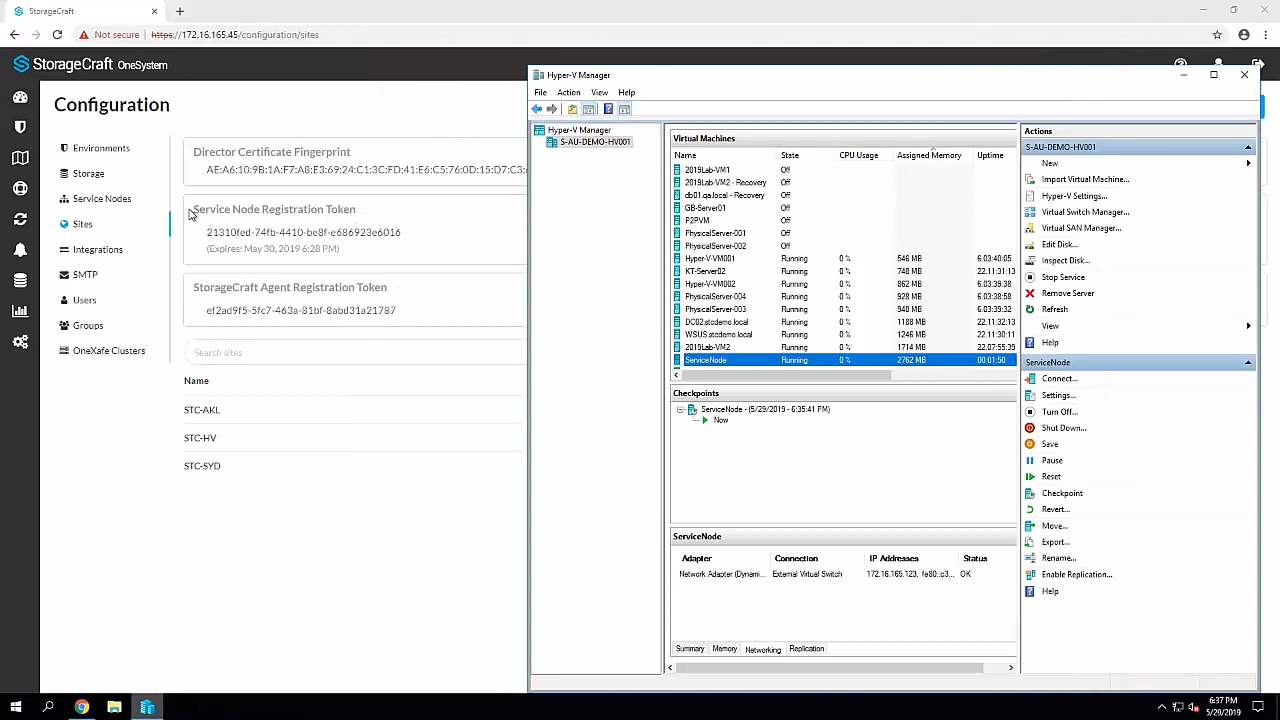 StorageCraft
Not secure
https://172.16.165.45/configuration/sites
StorageCraft OneSystem
Configuration
Environments
Storage
Service Nodes
Sites
Integrations
SMTP
Users
Groups
OneXafe Clusters
Director Certificate Fingerprint
AE:A6:10:9B:1A:F7:A8:E3:69:24:C1:3C:FD:41:E6:C5:76:0D:15:D7:C3:
Service Node Registration Token
21310fed-74fb-4410-be8f-e686923e6016
(Expires: May 30, 2019 6:28 PM)
StorageCraft Agent Registration Token
ef2ad9f5-5fc7-463a-81bf-8abd31a21787
Search sites
Name
STC-AKL
STC-HV
STC-SYD
Hyper-V Manager
File Action View Help
Hyper-V Manager
S-AU-DEMO-HV001
Virtual Machines
Name State CPU Usage Assigned Memory Uptime
2019Lab-VM1 Off
2019Lab-VM2 - Recovery Off
db01.qa.local - Recovery Off
GB-Server01 Off
P2PVM Off
PhysicalServer-001 Off
PhysicalServer-002 Off
Hyper-V-VM001 Running 0 % 546 MB 6.03:40:05
KT-Server02 Running 0 % 748 MB 22.11:31:13
Hyper-V-VM002 Running 0 % 862 MB 6.03:38:58
PhysicalServer-004 Running 0 % 928 MB 6.03:38:58
PhysicalServer-003 Running 0 % 948 MB 6.03:39:32
DC02.stcdemo.local Running 0 % 1188 MB 22.11:32:13
WSUS.stcdemo.local Running 0 % 1246 MB 22.11:30:11
2019Lab-VM2 Running 0 % 1714 MB 22.07:55:39
ServiceNode Running 0 % 2762 MB 00:01:50
Checkpoints
ServiceNode - (5/29/2019 - 6:35:41 PM)
Now
ServiceNode
Adapter Connection IP Addresses Status
Network Adapter (Dynami... External Virtual Switch 172.16.165.123, fe80::c3... OK
Summary Memory Networking Replication
Actions
S-AU-DEMO-HV001
New
Import Virtual Machine...
Hyper-V Settings...
Virtual Switch Manager...
Virtual SAN Manager...
Edit Disk...
Inspect Disk...
Stop Service
Remove Server
Refresh
View
Help
ServiceNode
Connect...
Settings...
Turn Off...
Shut Down...
Save
Pause
Reset
Checkpoint
Revert...
Move...
Export...
Rename...
Enable Replication...
Help
6:37 PM
5/29/2019